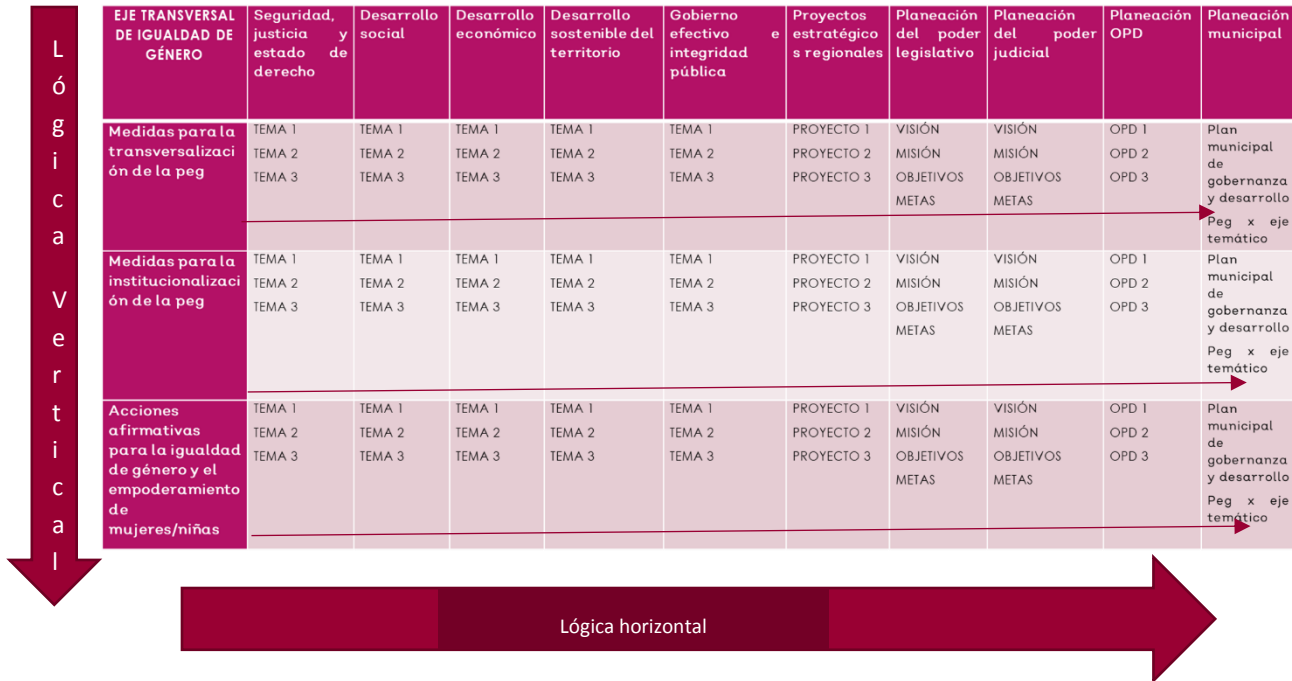 Lógica Vertical
EJE TRANSVERSAL
DE IGUALDAD DE
GÉNERO
Seguridad,
justicia y
estado de
derecho
Desarrollo
social
Desarrollo
económico
Desarrollo
sostenible del
territorio
Gobierno
efectivo e
integridad
pública
Proyectos
estratégico
s regionales
Planeación
del poder
legislativo
Planeación
del poder
judicial
Planeación
OPD
Planeación
municipal
Medidas para la
transversalizaci
ón de la peg
TEMA 1
TEMA 2
TEMA 3
TEMA 1
TEMA 2
TEMA 3
TEMA 1
TEMA 2
TEMA 3
TEMA 1
TEMA 2
TEMA 3
TEMA 1
TEMA 2
TEMA 3
PROYECTO 1
PROYECTO 2
PROYECTO 3
VISIÓN
MISIÓN
OBJETIVOS
METAS
VISIÓN
MISIÓN
OBJETIVOS
METAS
OPD 1
OPD 2
OPD 3
Plan
municipal
de
gobernanza
y desarrollo
Peg x eje
temático
Medidas para la
institucionalizaci
ón de la peg
TEMA 1
TEMA 2
TEMA 3
TEMA 1
TEMA 2
TEMA 3
TEMA 1
TEMA 2
TEMA 3
TEMA 1
TEMA 2
TEMA 3
TEMA 1
TEMA 2
TEMA 3
PROYECTO 1
PROYECTO 2
PROYECTO 3
VISIÓN
MISIÓN
OBJETIVOS
METAS
VISIÓN
MISIÓN
OBJETIVOS
METAS
OPD 1
OPD 2
OPD 3
Plan
municipal
de
gobernanza
y desarrollo
Peg x eje
temático
Acciones
afirmativas
para la igualdad
de género y el
empoderamiento
de
mujeres/niñas
TEMA 1
TEMA 2
TEMA 3
TEMA 1
TEMA 2
TEMA 3
TEMA 1
TEMA 2
TEMA 3
TEMA 1
TEMA 2
TEMA 3
TEMA 1
TEMA 2
TEMA 3
PROYECTO 1
PROYECTO 2
PROYECTO 3
VISIÓN
MISIÓN
OBJETIVOS
METAS
VISIÓN
MISIÓN
OBJETIVOS
METAS
OPD 1
OPD 2
OPD 3
Plan
municipal
de
gobernanza
y desarrollo
Peg x eje
temático
Lógica horizontal